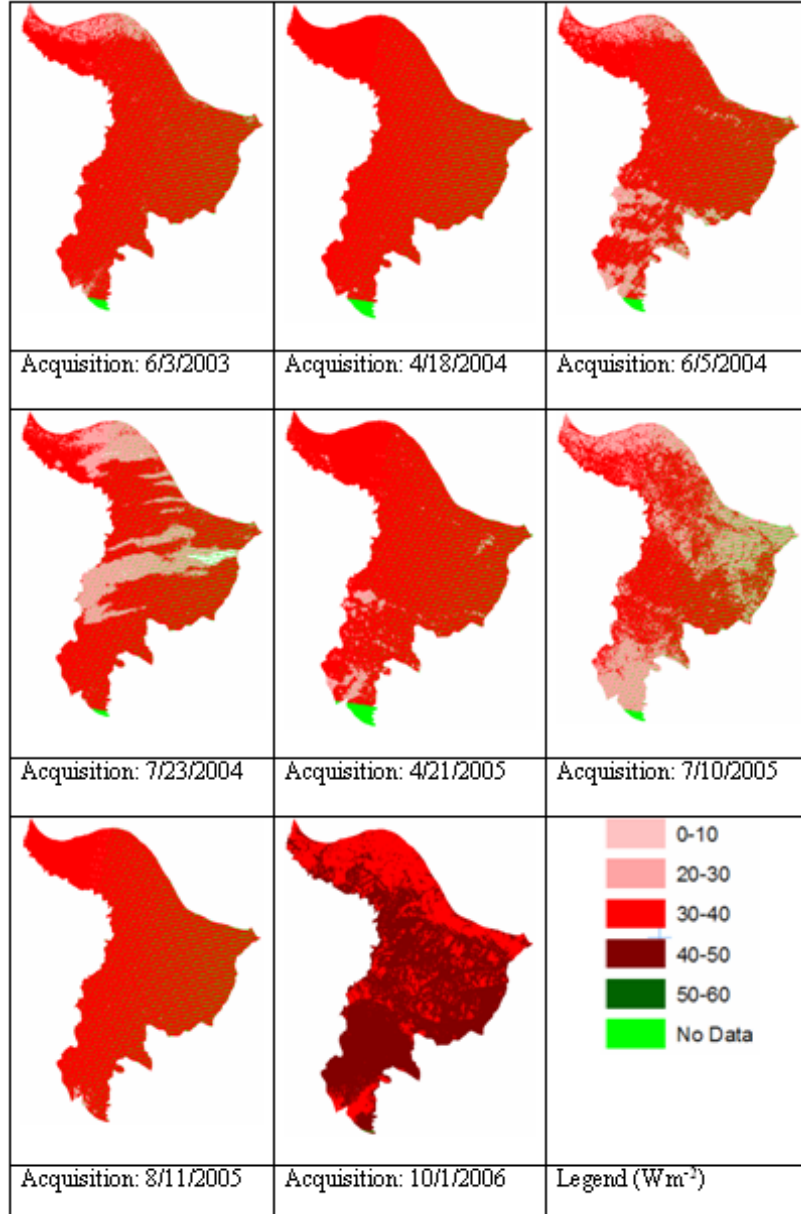 Acquisition: 6/3/2003
Acquisition: 4/18/2004
Acquisition: 6/5/2004
Acquisition: 7/23/2004
Acquisition: 4/21/2005
Acquisition: 7/10/2005
0-10
20-30
30-40
40-50
50-60
No Data
Acquisition: 8/11/2005
Acquisition: 10/1/2006
Legend (Wm⁻²)